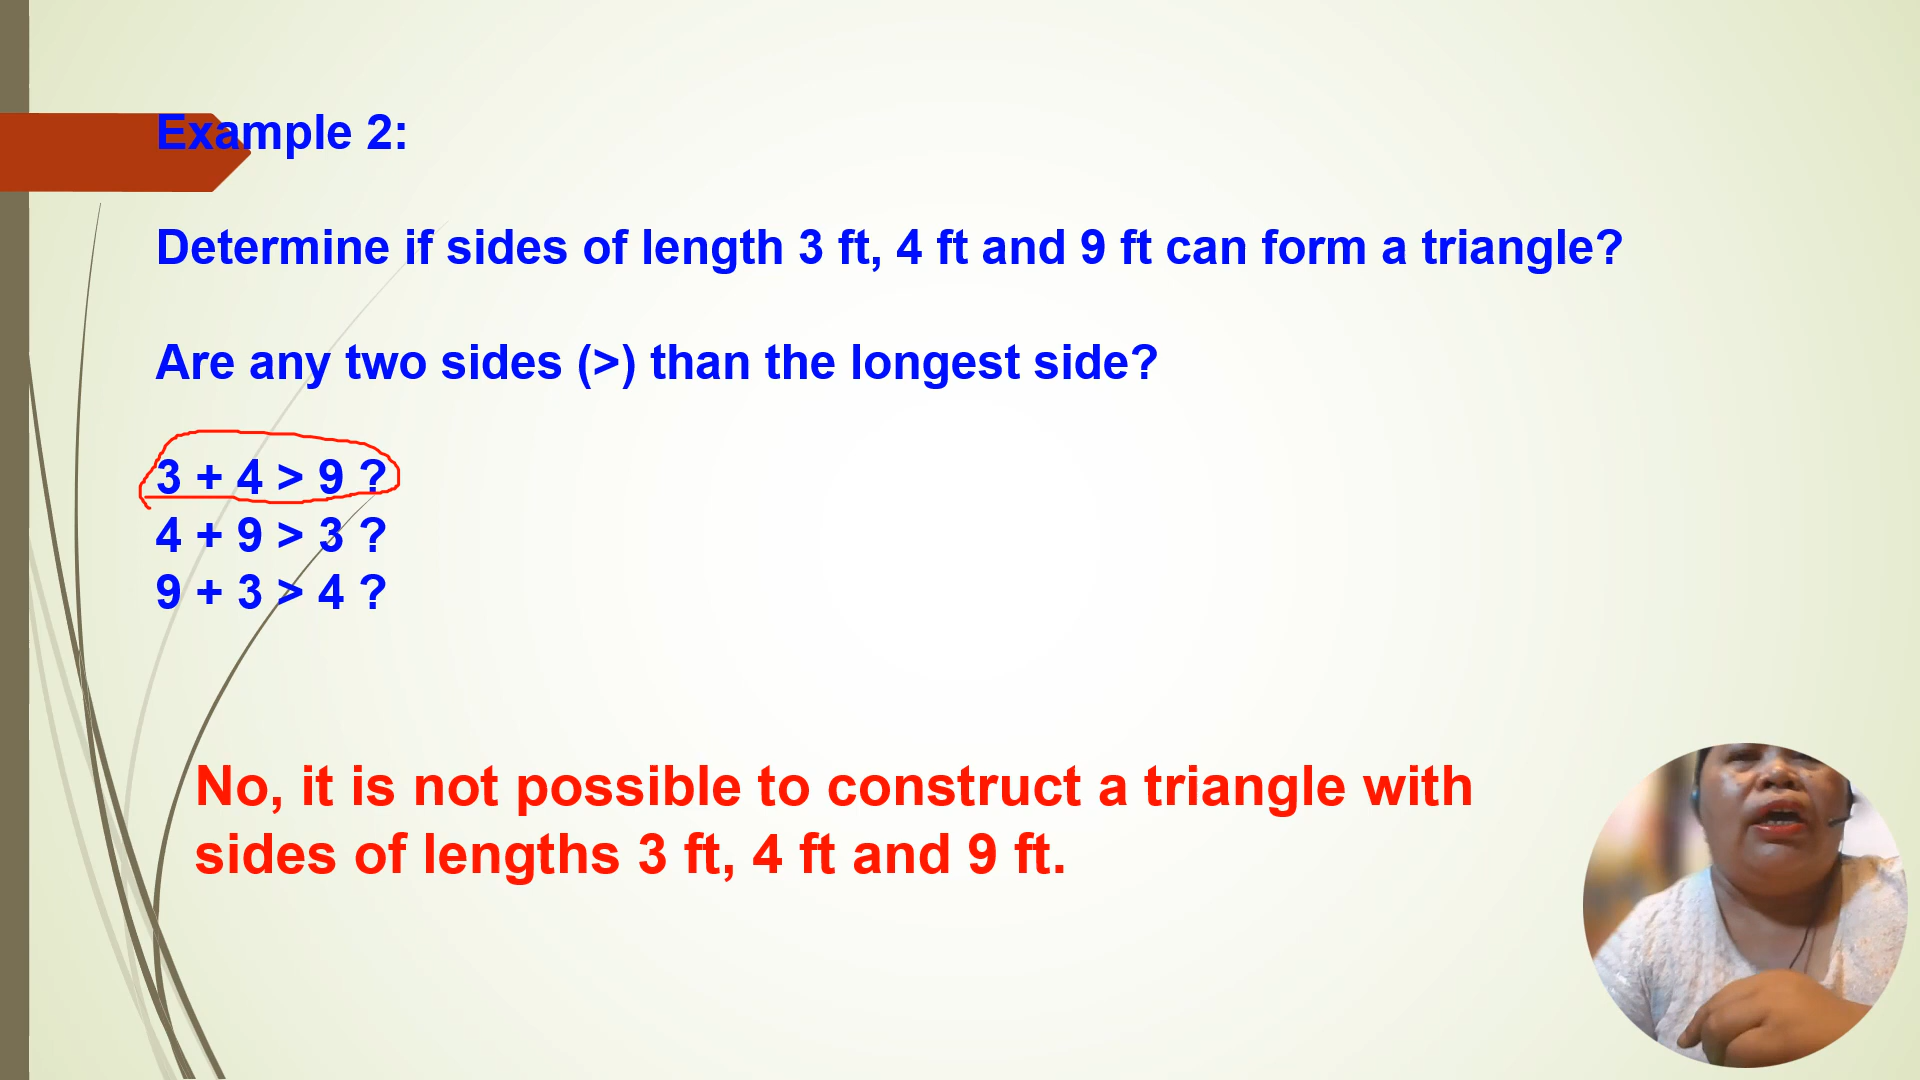 Example 2:
Determine if sides of length 3 ft, 4 ft and 9 ft can form a triangle?
Are any two sides (>) than the longest side?
3 + 4 > 9 ?
4 + 9 > 3 ?
9 + 3 > 4 ?
No, it is not possible to construct a triangle with
sides of lengths 3 ft, 4 ft and 9 ft.